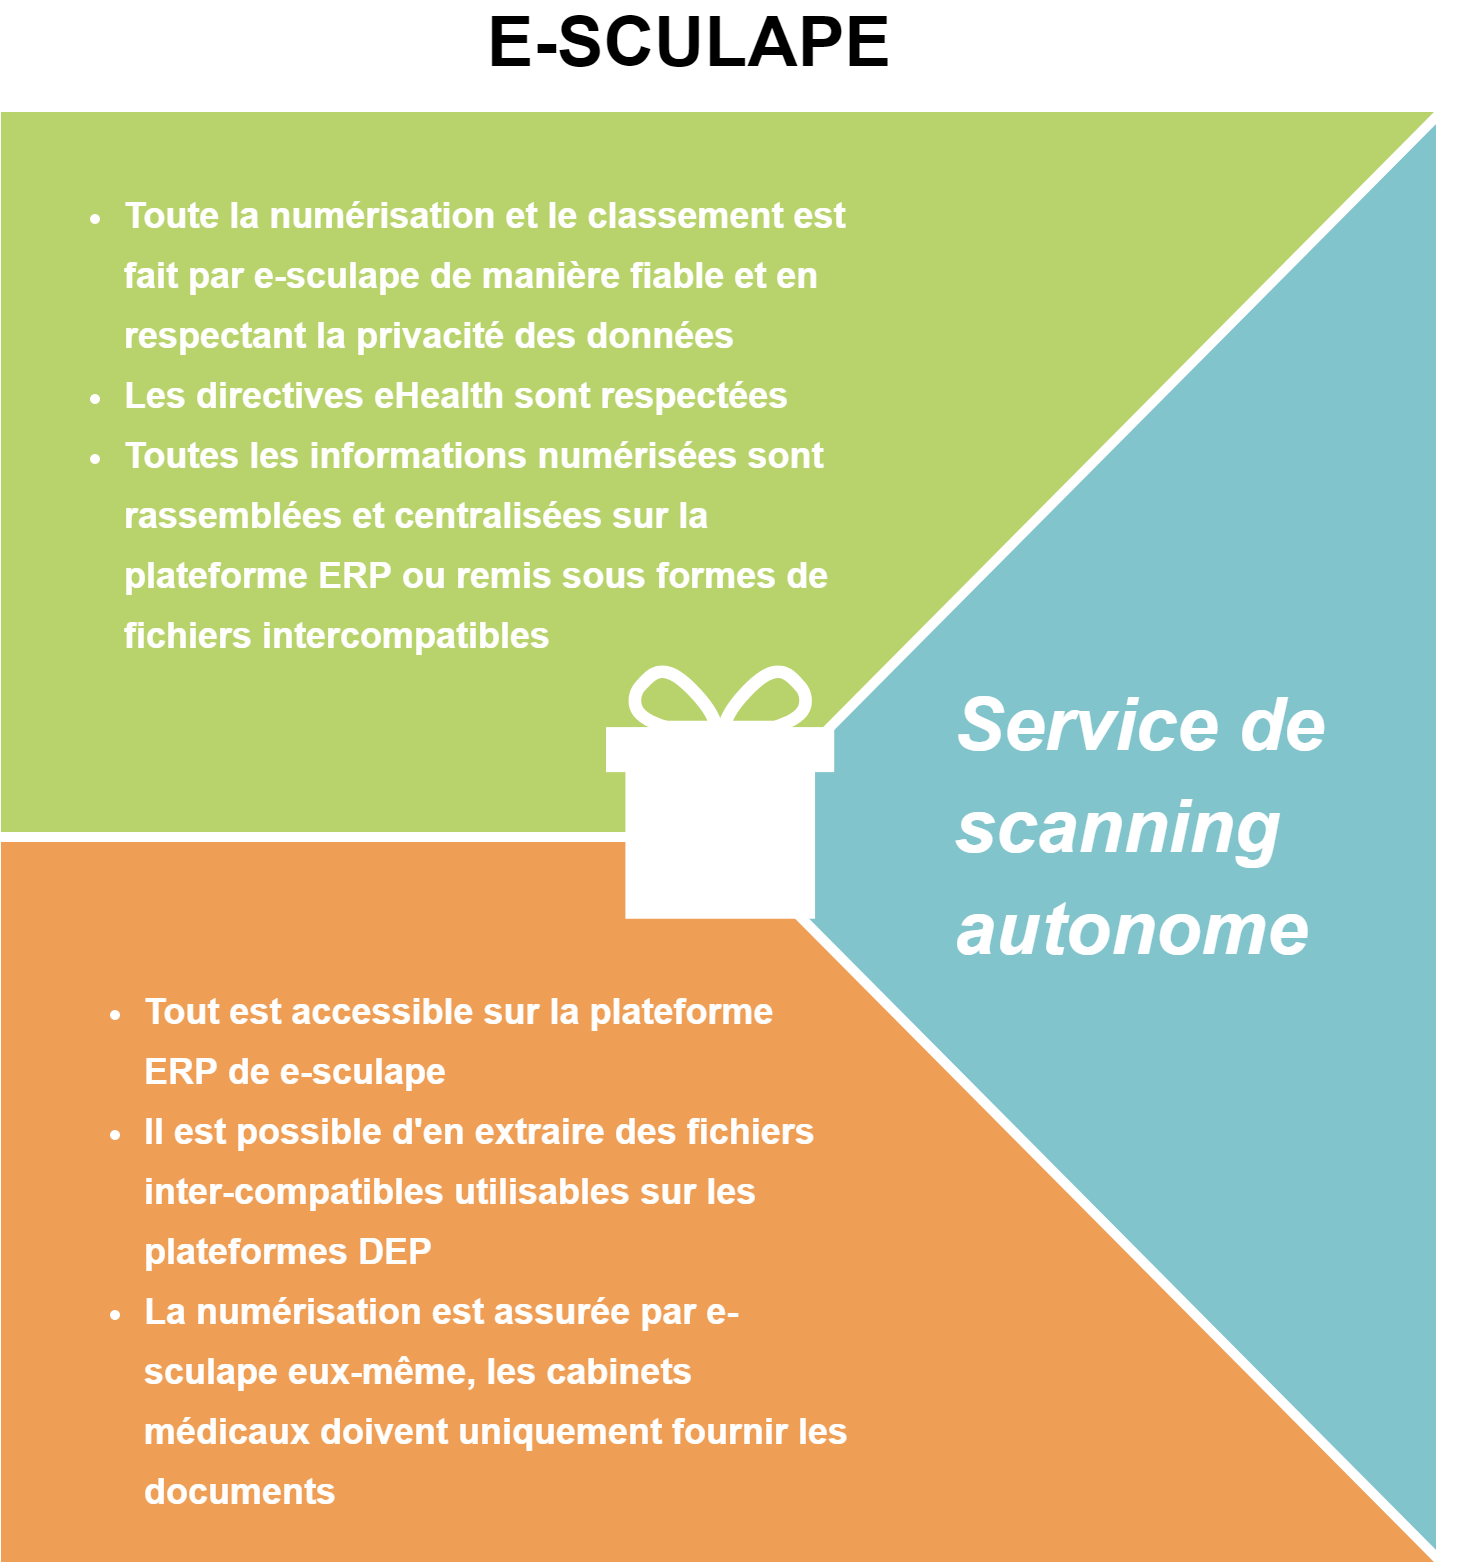 E-SCULAPE
• Toute la numérisation et le classement est
fait par e-sculape de manière fiable et en
respectant la privacité des données
• Les directives eHealth sont respectées
• Toutes les informations numérisées sont
rassemblées et centralisées sur la
plateforme ERP ou remis sous formes de
fichiers intercompatibles
Service de
scanning
autonome
• Tout est accessible sur la plateforme
ERP de e-sculape
• Il est possible d'en extraire des fichiers
inter-compatibles utilisables sur les
plateformes DEP
• La numérisation est assurée par e-
sculape eux-même, les cabinets
médicaux doivent uniquement fournir les
documents